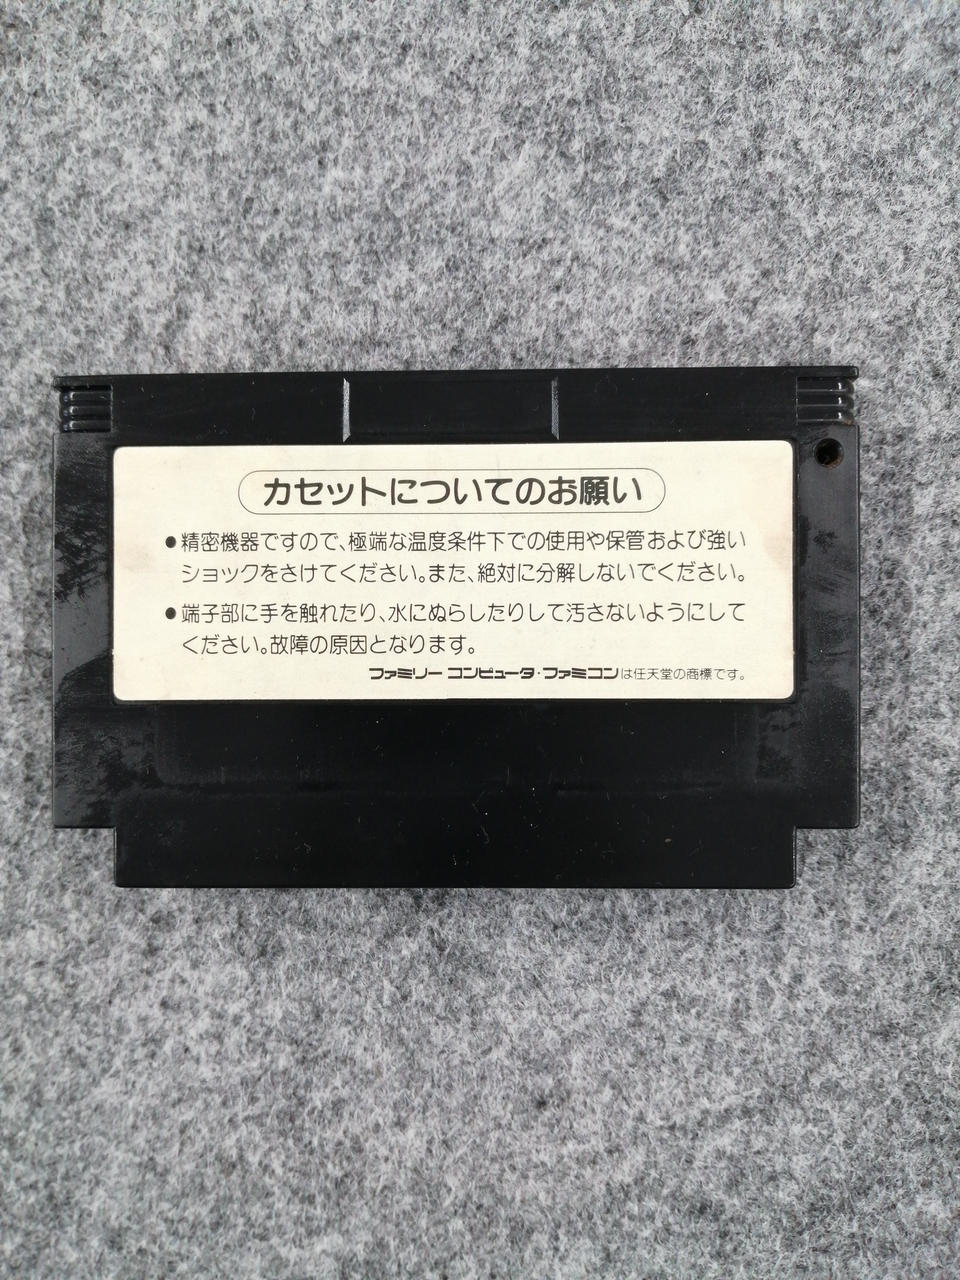 カセットについてのお願い
●精密機器ですので、極端な温度条件下での使用や保管および強い
ショックをさけてください。また、絶対に分解しないでください。
●端子部に手を触れたり、水にぬらしたりして汚さないようにして
ください。故障の原因となります。
ファミリー コンピュータ・ファミコンは任天堂の商標です。